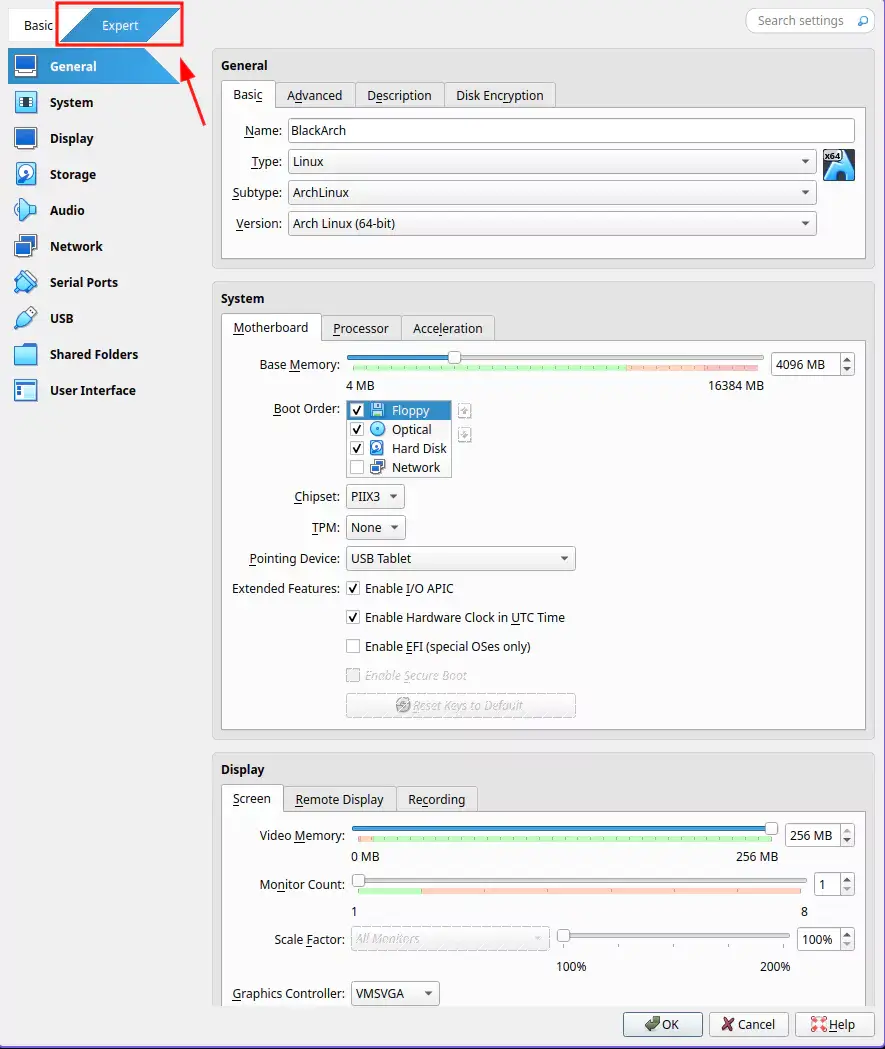 Basic Expert Search settings
General
System
Display
Storage
Audio
Network
Serial Ports
USB
Shared Folders
User Interface
General
Basic Advanced Description Disk Encryption
Name: BlackArch
Type: Linux x64
Subtype: ArchLinux
Version: Arch Linux (64-bit)
System
Motherboard Processor Acceleration
Base Memory: 4096 MB
4 MB 16384 MB
Boot Order: Floppy
Optical
Hard Disk
Network
Chipset: PIIX3
TPM: None
Pointing Device: USB Tablet
Extended Features: Enable I/O APIC
Enable Hardware Clock in UTC Time
Enable EFI (special OSes only)
Enable Secure Boot
Reset Keys to Default
Display
Screen Remote Display Recording
Video Memory: 256 MB
0 MB 256 MB
Monitor Count: 1
1 8
Scale Factor: All Monitors 100%
100% 200%
Graphics Controller: VMSVGA
OK Cancel Help